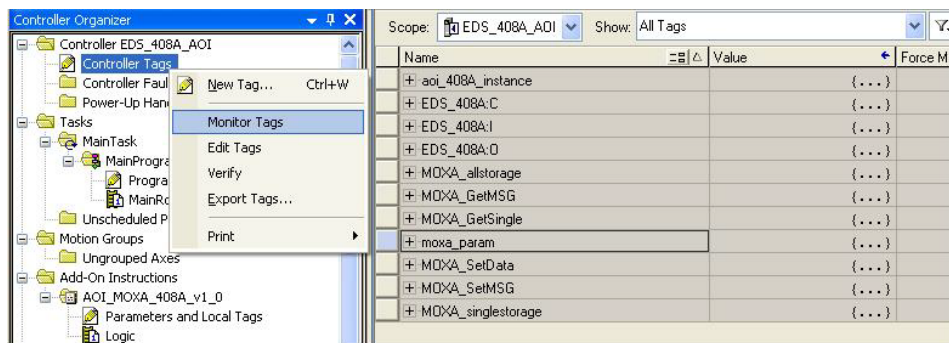 Controller Organizer
Controller EDS_408A_AOI
Controller Tags
Controller Faul
Power-Up Han
Tasks
MainTask
MainProgra
Progra
MainRo
Unscheduled P
Motion Groups
Ungrouped Axes
Add-On Instructions
AOI_MOXA_408A_v1_0
Parameters and Local Tags
Logic
New Tag... Ctrl+W
Monitor Tags
Edit Tags
Verify
Export Tags...
Print
Scope: EDS_408A_AOI Show: All Tags
Name Value Force M
aoi_408A_instance {...}
EDS_408A:C {...}
EDS_408A:I {...}
EDS_408A:O {...}
MOXA_allstorage {...}
MOXA_GetMSG {...}
MOXA_GetSingle {...}
moxa_param {...}
MOXA_SetData {...}
MOXA_SetMSG {...}
MOXA_singlestorage {...}